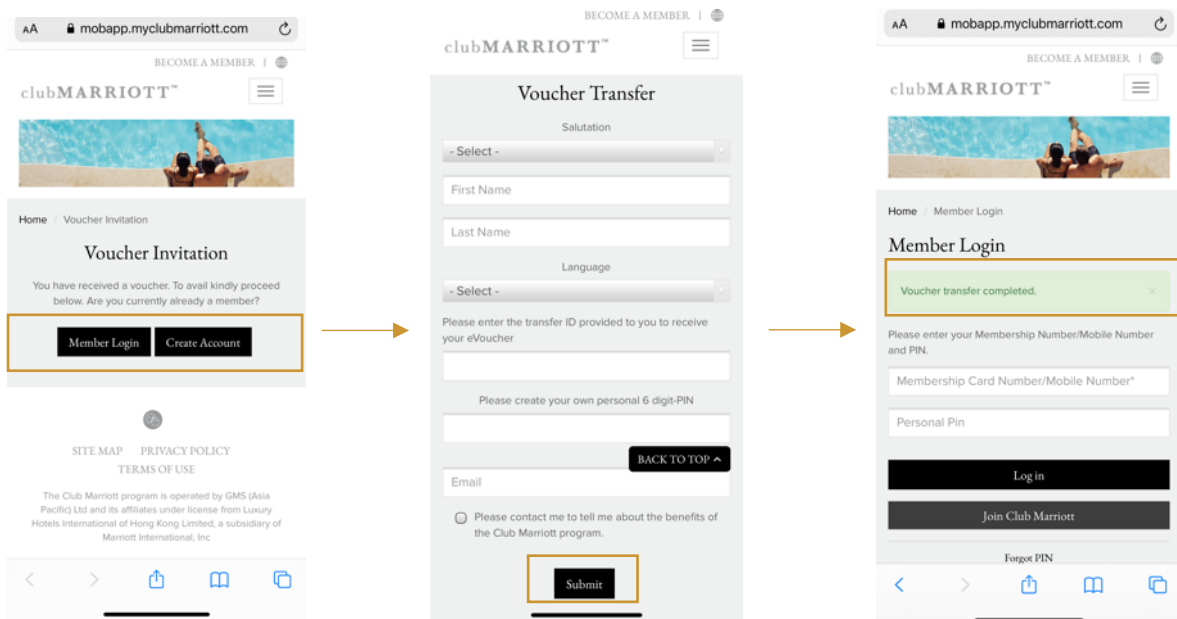 AA mobapp.myclubmarriott.com
BECOME A MEMBER |
clubMARRIOTT™
Home / Voucher Invitation
Voucher Invitation
You have received a voucher. To avail kindly proceed
below. Are you currently already a member?
Member Login Create Account
SITE MAP PRIVACY POLICY
TERMS OF USE
The Club Marriott program is operated by GMS (Asia
Pacific) Ltd and its affiliates under license from Luxury
Hotels International of Hong Kong Limited, a subsidiary of
Marriott International, Inc
BECOME A MEMBER |
clubMARRIOTT™
Voucher Transfer
Salutation
- Select -
First Name
Last Name
Language
- Select -
Please enter the transfer ID provided to you to receive
your eVoucher
Please create your own personal 6 digit-PIN
BACK TO TOP
Email
Please contact me to tell me about the benefits of
the Club Marriott program.
Submit
AA mobapp.myclubmarriott.com
BECOME A MEMBER |
clubMARRIOTT™
Home / Member Login
Member Login
Voucher transfer completed. ×
Please enter your Membership Number/Mobile Number
and PIN.
Membership Card Number/Mobile Number*
Personal Pin
Log in
Join Club Marriott
Forgot PIN